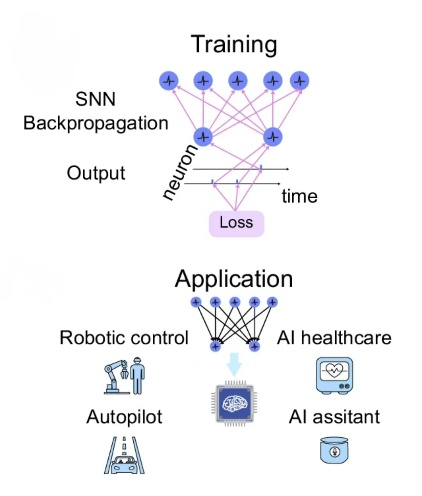 Training
SNN
Backpropagation
Output
neuron
time
Loss
Application
Robotic control
AI healthcare
Autopilot
AI assitant